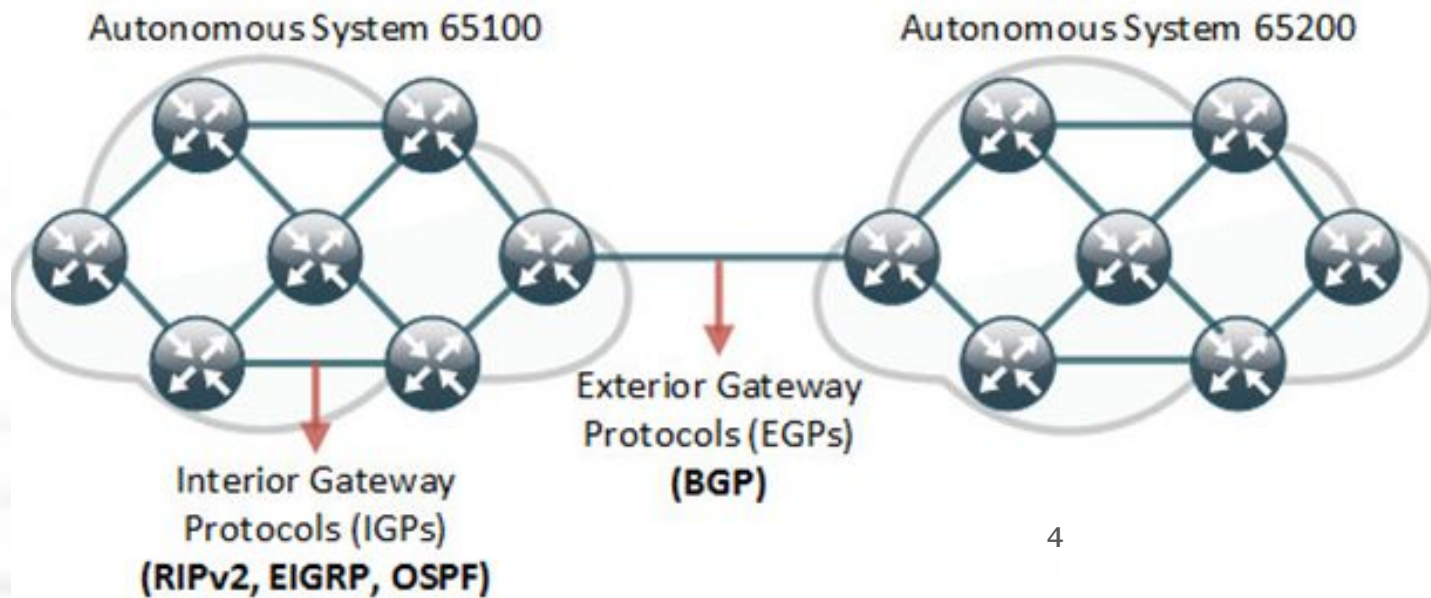 Autonomous System 65100
Autonomous System 65200
Exterior Gateway
Protocols (EGPs)
(BGP)
Interior Gateway
Protocols (IGPs)
(RIPv2, EIGRP, OSPF)
4